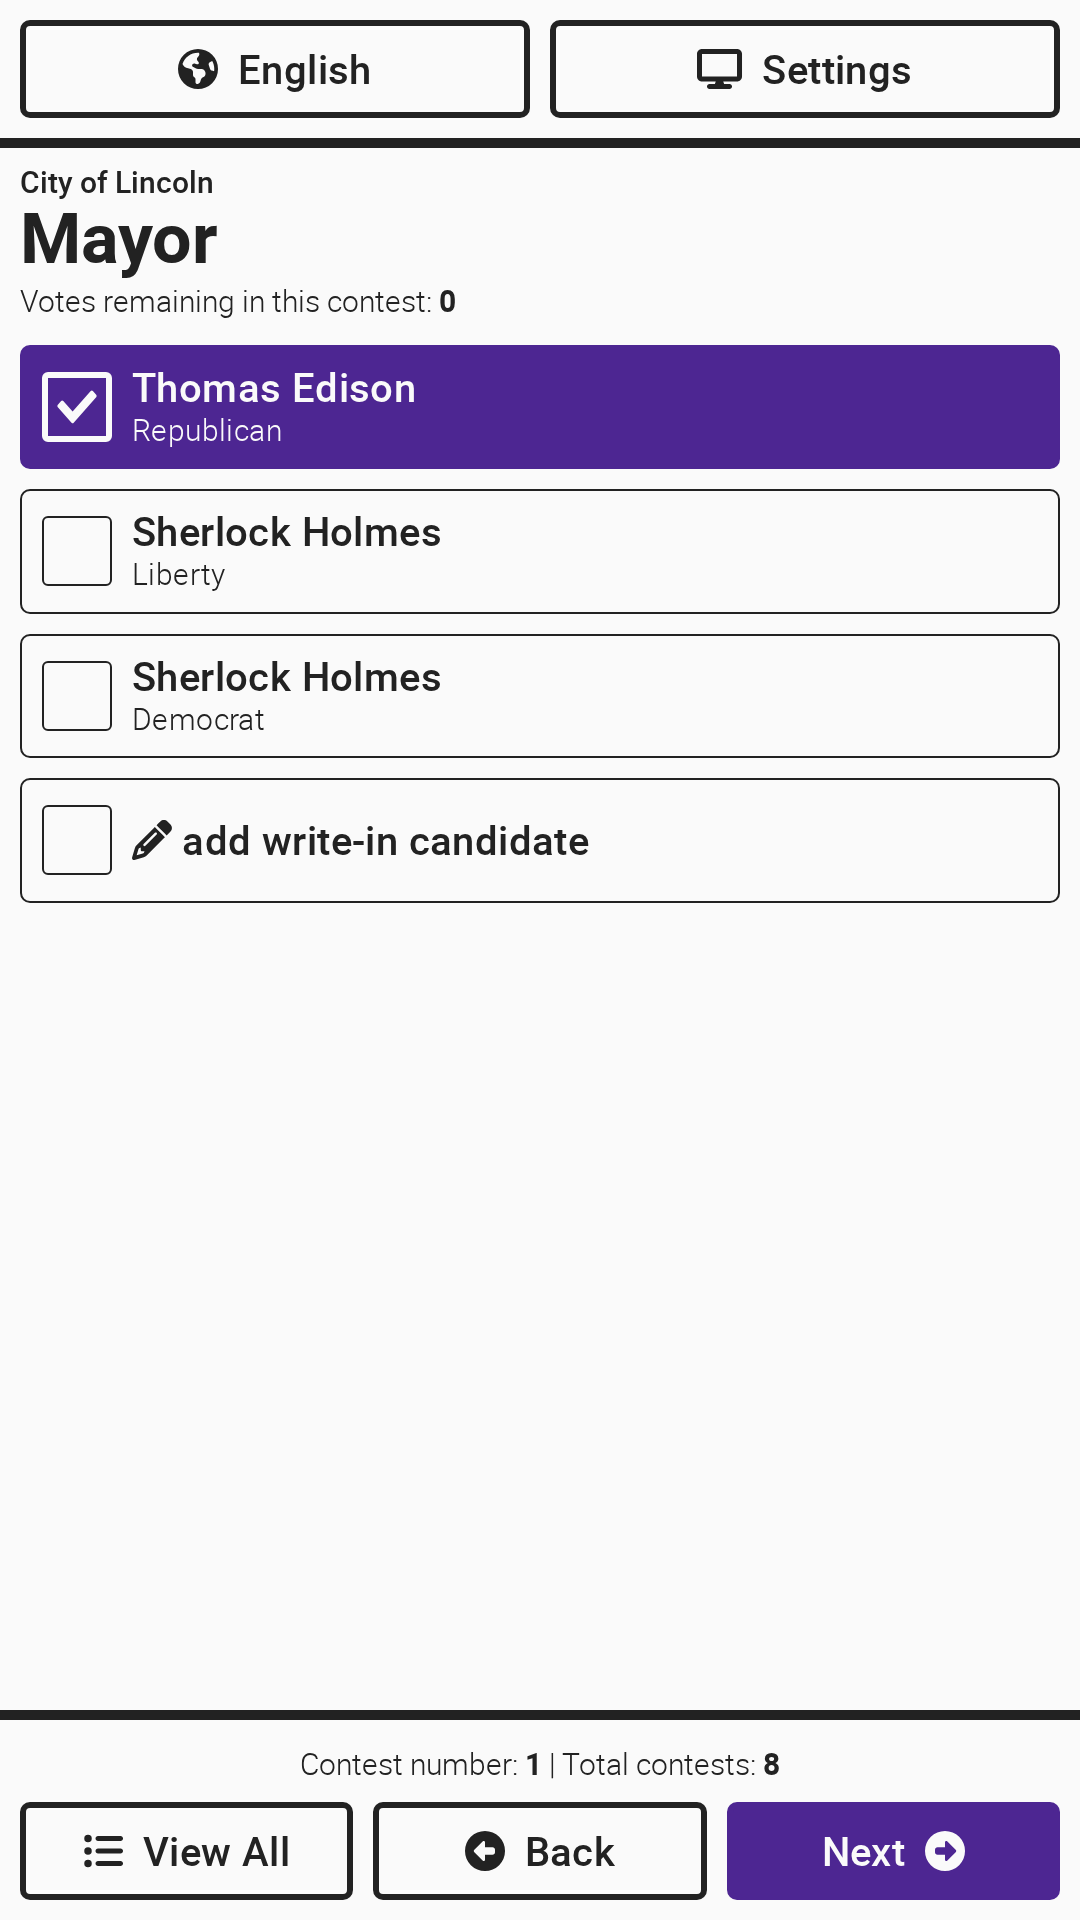 English
Settings
City of Lincoln
Mayor
Votes remaining in this contest: 0
Thomas Edison
Republican
Sherlock Holmes
Liberty
Sherlock Holmes
Democrat
add write-in candidate
Contest number: 1 | Total contests: 8
View All
Back
Next